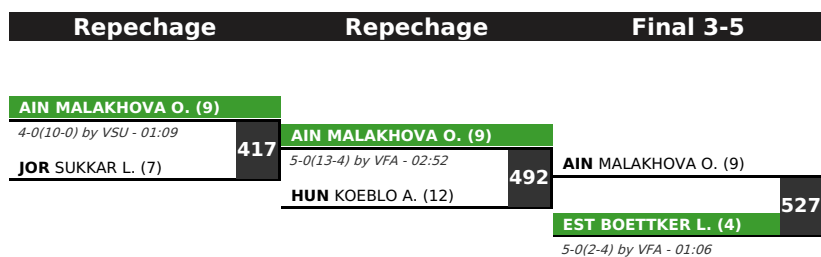 Repechage Repechage Final 3-5
AIN MALAKHOVA O. (9)
4-0(10-0) by VSU - 01:09
417
JOR SUKKAR L. (7)
AIN MALAKHOVA O. (9)
5-0(13-4) by VFA - 02:52
492
HUN KOEBLO A. (12)
AIN MALAKHOVA O. (9)
527
EST BOETTKER L. (4)
5-0(2-4) by VFA - 01:06